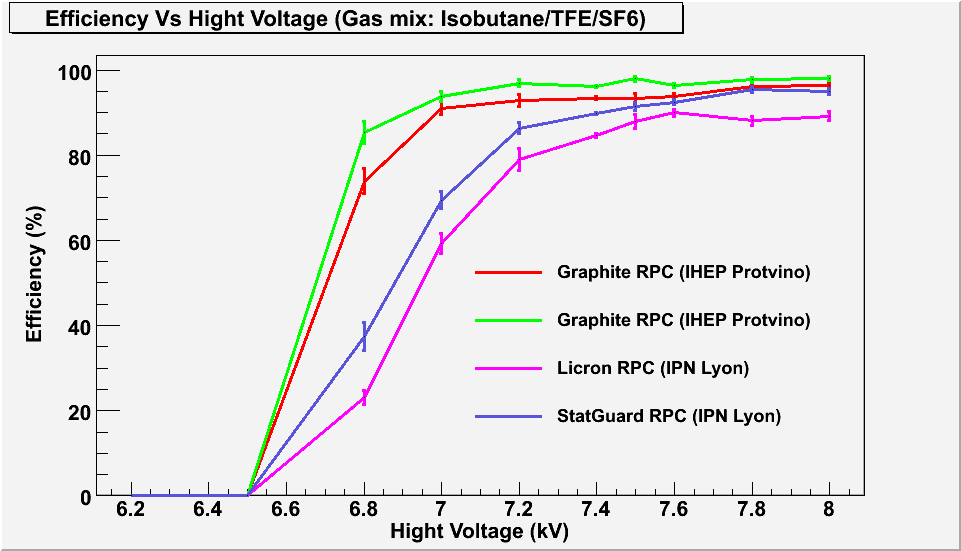 Efficiency Vs Hight Voltage (Gas mix: Isobutane/TFE/SF6)
Efficiency (%)
100
80
60
40
20
0
Graphite RPC (IHEP Protvino)
Graphite RPC (IHEP Protvino)
Licron RPC (IPN Lyon)
StatGuard RPC (IPN Lyon)
6.2 6.4 6.6 6.8 7 7.2 7.4 7.6 7.8 8
Hight Voltage (kV)